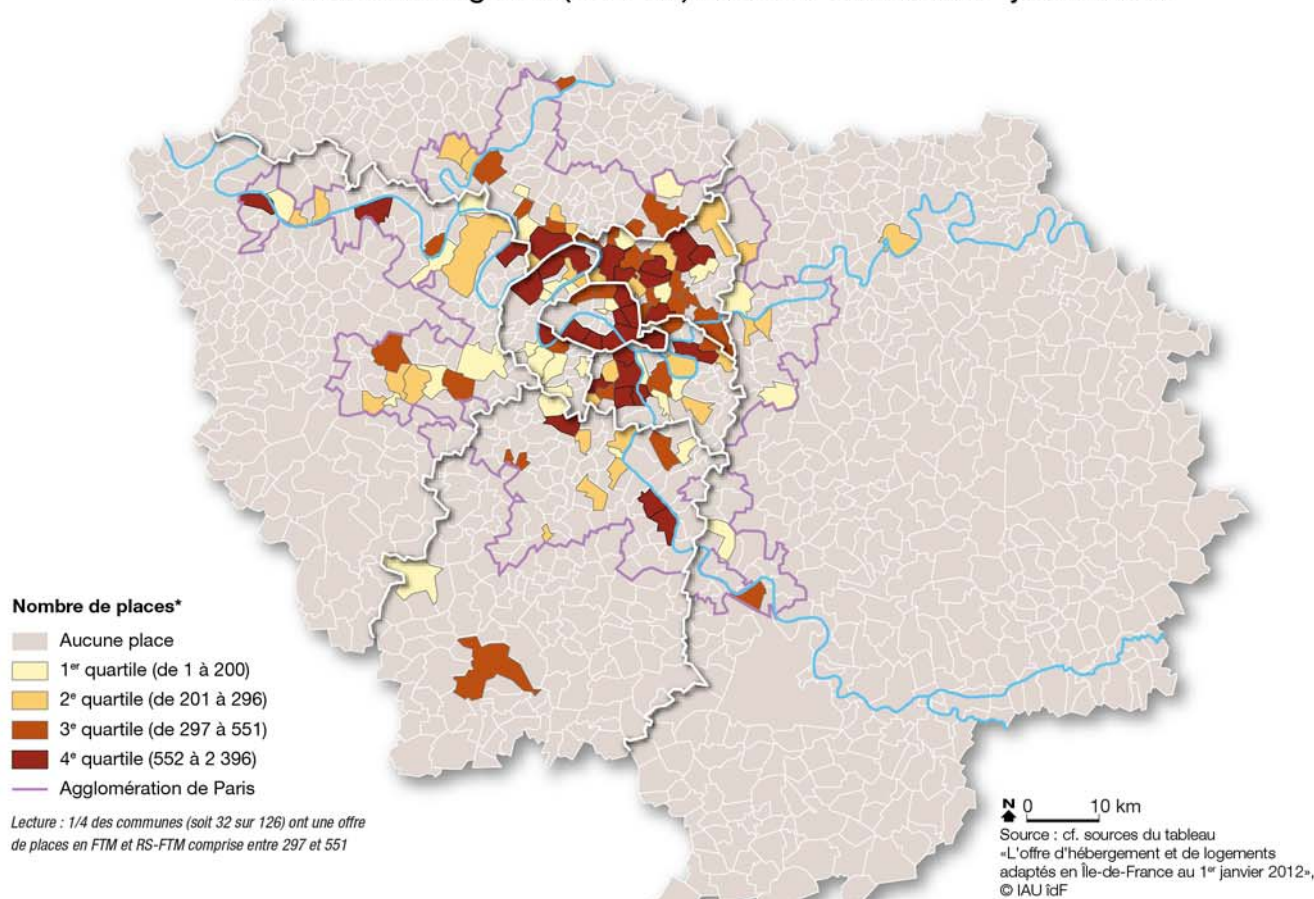 Nombre de places*
Aucune place
1er quartile (de 1 à 200)
2e quartile (de 201 à 296)
3e quartile (de 297 à 551)
4e quartile (552 à 2 396)
Agglomération de Paris
Lecture : 1/4 des communes (soit 32 sur 126) ont une offre
de places en FTM et RS-FTM comprise entre 297 et 551
N 0 10 km
Source : cf. sources du tableau
«L'offre d'hébergement et de logements
adaptés en Île-de-France au 1er janvier 2012»,
© IAU îdF